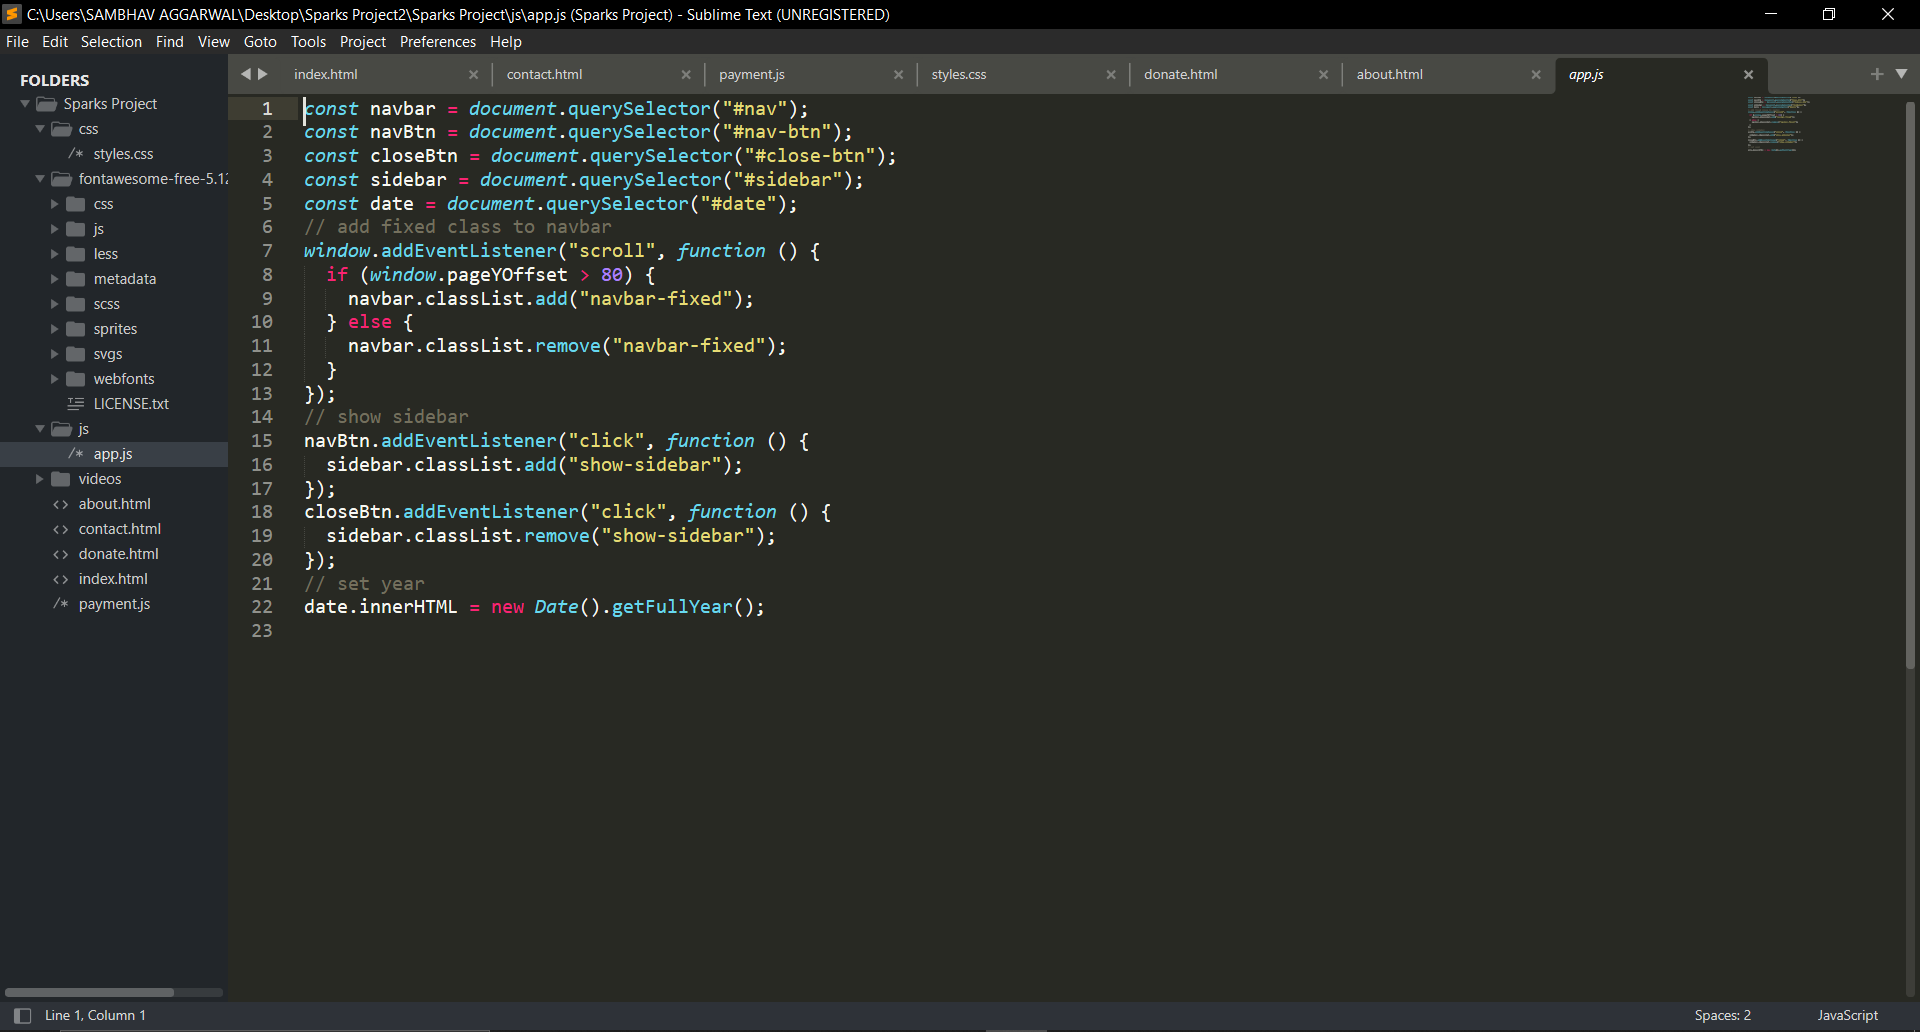 C:\Users\SAMBHAV AGGARWAL\Desktop\Sparks Project2\Sparks Project\js\app.js (Sparks Project) - Sublime Text (UNREGISTERED)
File Edit Selection Find View Goto Tools Project Preferences Help
FOLDERS
Sparks Project
css
/* styles.css
fontawesome-free-5.12
css
js
less
metadata
scss
sprites
svgs
webfonts
LICENSE.txt
js
/* app.js
videos
<> about.html
<> contact.html
<> donate.html
<> index.html
/* payment.js
index.html contact.html payment.js styles.css donate.html about.html app.js
1 const navbar = document.querySelector("#nav");
2 const navBtn = document.querySelector("#nav-btn");
3 const closeBtn = document.querySelector("#close-btn");
4 const sidebar = document.querySelector("#sidebar");
5 const date = document.querySelector("#date");
6 // add fixed class to navbar
7 window.addEventListener("scroll", function () {
8   if (window.pageYOffset > 80) {
9     navbar.classList.add("navbar-fixed");
10   } else {
11     navbar.classList.remove("navbar-fixed");
12   }
13 });
14 // show sidebar
15 navBtn.addEventListener("click", function () {
16   sidebar.classList.add("show-sidebar");
17 });
18 closeBtn.addEventListener("click", function () {
19   sidebar.classList.remove("show-sidebar");
20 });
21 // set year
22 date.innerHTML = new Date().getFullYear();
23
Line 1, Column 1 Spaces: 2 JavaScript